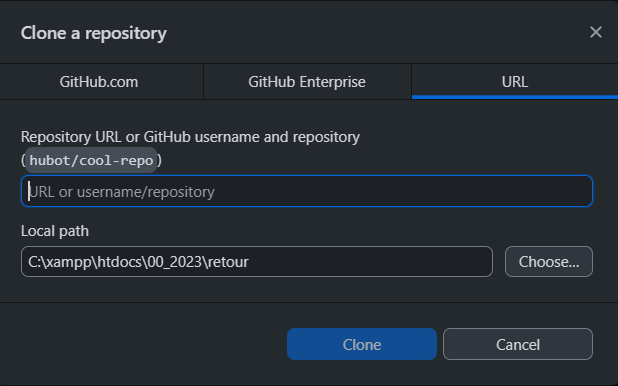 Clone a repository
GitHub.com
GitHub Enterprise
URL
Repository URL or GitHub username and repository
(hubot/cool-repo)
URL or username/repository
Local path
C:\xampp\htdocs\00_2023\retour
Choose...
Clone
Cancel